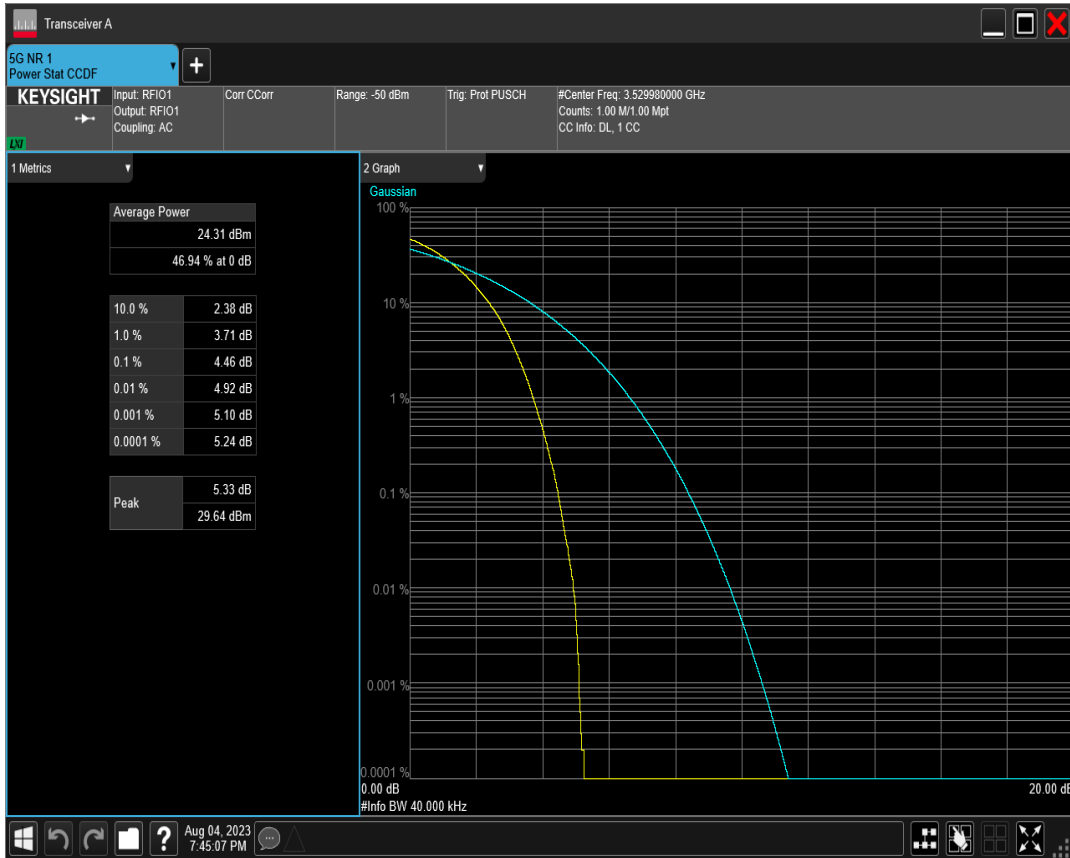 Transceiver A
5G NR 1
Power Stat CCDF
KEYSIGHT
LXI
Input: RFIO1
Output: RFIO1
Coupling: AC
Corr CCorr
Range: -50 dBm
Trig: Prot PUSCH
#Center Freq: 3.529980000 GHz
Counts: 1.00 M/1.00 Mpt
CC Info: DL, 1 CC
1 Metrics
Average Power
24.31 dBm
46.94 % at 0 dB
10.0 % 2.38 dB
1.0 % 3.71 dB
0.1 % 4.46 dB
0.01 % 4.92 dB
0.001 % 5.10 dB
0.0001 % 5.24 dB
Peak
5.33 dB
29.64 dBm
2 Graph
Gaussian
100 %
10 %
1 %
0.1 %
0.01 %
0.001 %
0.0001 %
0.00 dB
20.00 dB
#Info BW 40.000 kHz
Aug 04, 2023
7:45:07 PM